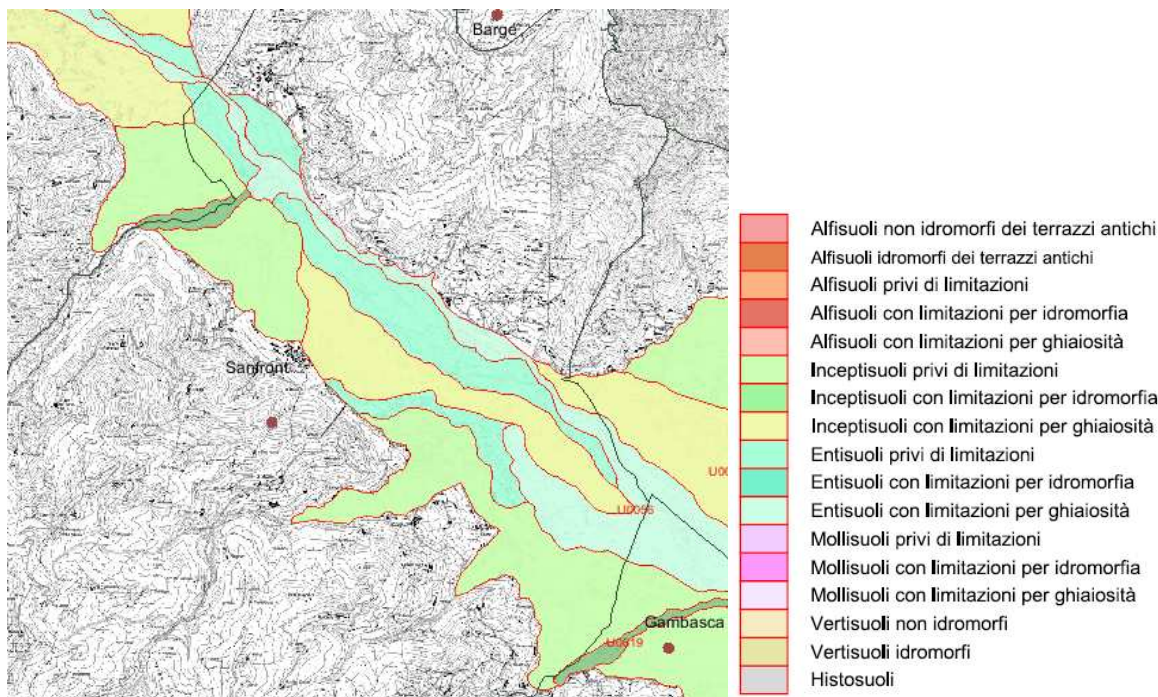 Barge
Sanfront
U00
U0056
Gambasca
U0619
Alfisuoli non idromorfi dei terrazzi antichi
Alfisuoli idromorfi dei terrazzi antichi
Alfisuoli privi di limitazioni
Alfisuoli con limitazioni per idromorfia
Alfisuoli con limitazioni per ghiaiosità
Inceptisuoli privi di limitazioni
Inceptisuoli con limitazioni per idromorfia
Inceptisuoli con limitazioni per ghiaiosità
Entisuoli privi di limitazioni
Entisuoli con limitazioni per idromorfia
Entisuoli con limitazioni per ghiaiosità
Mollisuoli privi di limitazioni
Mollisuoli con limitazioni per idromorfia
Mollisuoli con limitazioni per ghiaiosità
Vertisuoli non idromorfi
Vertisuoli idromorfi
Histosuoli